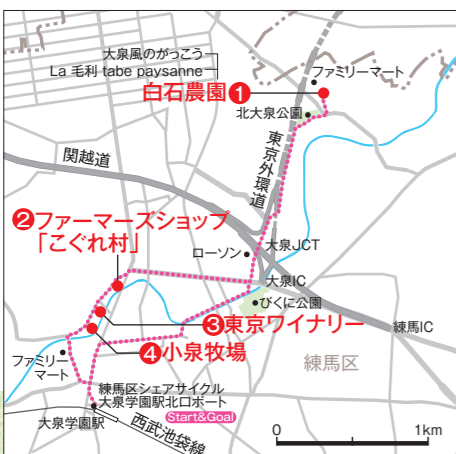 大泉風のがっこう
La 毛利 tabe paysanne
ファミリーマート
白石農園❶
北大泉公園
東京外環道
関越道
❷ファーマーズショップ
「こぐれ村」
ローソン
大泉JCT
大泉IC
びくに公園
❸東京ワイナリー
練馬IC
❹小泉牧場
ファミリー
マート
練馬区
練馬区シェアサイクル
大泉学園駅北口ポート
Start&Goal
大泉学園駅
西武池袋線
0 1km